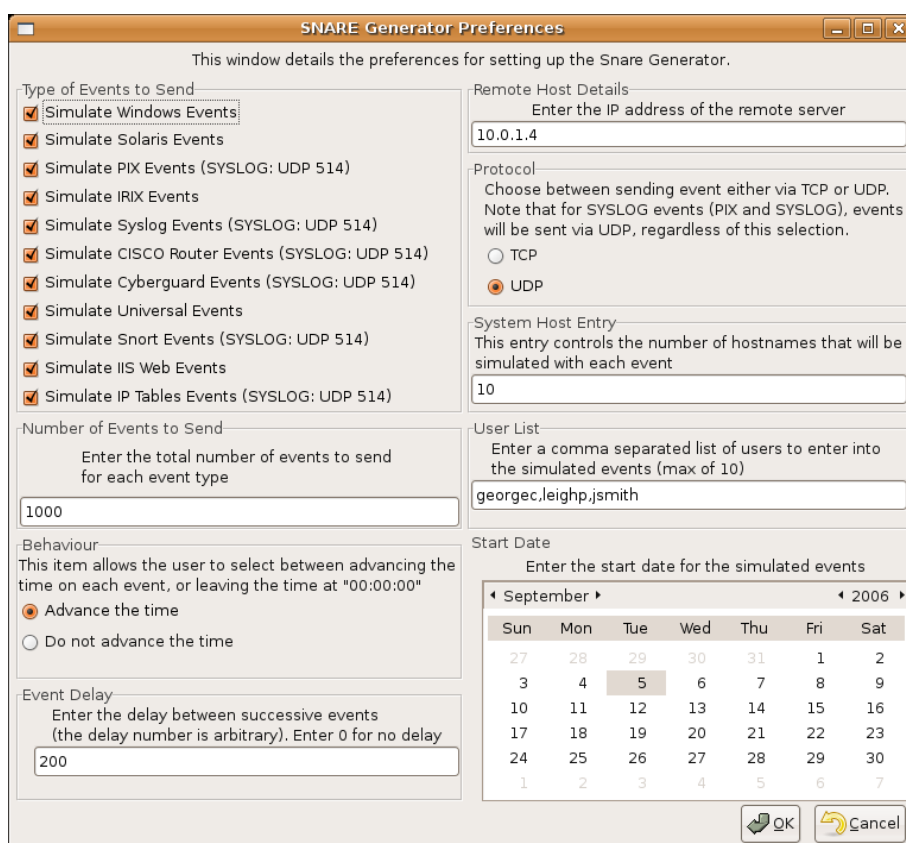 SNARE Generator Preferences
This window details the preferences for setting up the Snare Generator.
Type of Events to Send
Simulate Windows Events
Simulate Solaris Events
Simulate PIX Events (SYSLOG: UDP 514)
Simulate IRIX Events
Simulate Syslog Events (SYSLOG: UDP 514)
Simulate CISCO Router Events (SYSLOG: UDP 514)
Simulate Cyberguard Events (SYSLOG: UDP 514)
Simulate Universal Events
Simulate Snort Events (SYSLOG: UDP 514)
Simulate IIS Web Events
Simulate IP Tables Events (SYSLOG: UDP 514)
Number of Events to Send
Enter the total number of events to send
for each event type
1000
Behaviour
This item allows the user to select between advancing the
time on each event, or leaving the time at "00:00:00"
Advance the time
Do not advance the time
Event Delay
Enter the delay between successive events
(the delay number is arbitrary). Enter 0 for no delay
200
Remote Host Details
Enter the IP address of the remote server
10.0.1.4
Protocol
Choose between sending event either via TCP or UDP.
Note that for SYSLOG events (PIX and SYSLOG), events
will be sent via UDP, regardless of this selection.
TCP
UDP
System Host Entry
This entry controls the number of hostnames that will be
simulated with each event
10
User List
Enter a comma separated list of users to enter into
the simulated events (max of 10)
georgec,leighp,jsmith
Start Date
Enter the start date for the simulated events
September 2006
Sun Mon Tue Wed Thu Fri Sat
27 28 29 30 31 1 2
3 4 5 6 7 8 9
10 11 12 13 14 15 16
17 18 19 20 21 22 23
24 25 26 27 28 29 30
1 2 3 4 5 6 7
OK Cancel